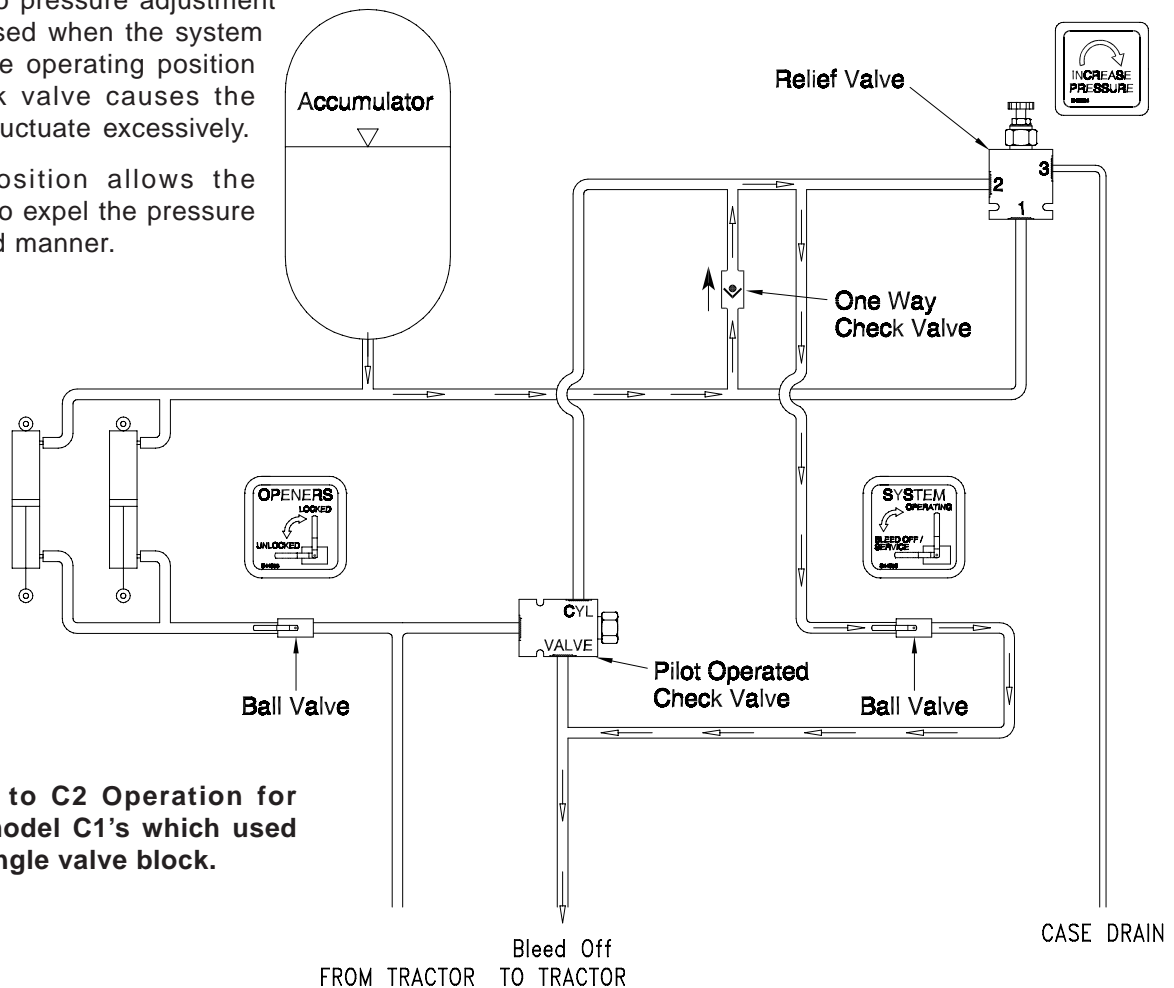 pressure adjustment
sed when the system
e operating position
k valve causes the
uctuate excessively.
osition allows the
o expel the pressure
d manner.
Accumulator
Relief Valve
INCREASE
PRESSURE
2
3
1
One Way
Check Valve
OPENERS
LOCKED
UNLOCKED
SYSTEM
OPERATING
BLEED OFF /
SERVICE
CYL
VALVE
Ball Valve
Pilot Operated
Check Valve
Ball Valve
to C2 Operation for
model C1's which used
ngle valve block.
Bleed Off
FROM TRACTOR TO TRACTOR
CASE DRAIN